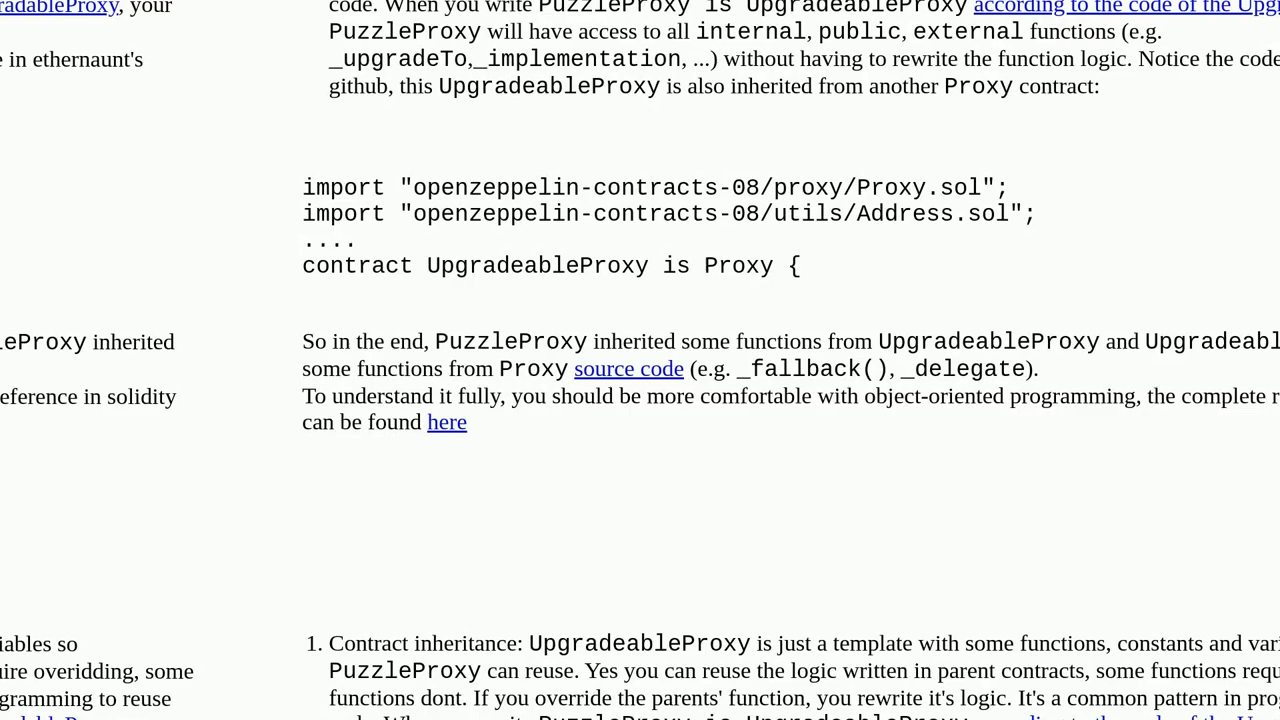 radableProxy, your
e in ethernaunt's
code. When you write PuzzleProxy is UpgradeableProxy according to the code of the Upgr
PuzzleProxy will have access to all internal, public, external functions (e.g.
_upgradeTo,_implementation, ...) without having to rewrite the function logic. Notice the code
github, this UpgradeableProxy is also inherited from another Proxy contract:
import "openzeppelin-contracts-08/proxy/Proxy.sol";
import "openzeppelin-contracts-08/utils/Address.sol";
....
contract UpgradeableProxy is Proxy {
leProxy inherited
eference in solidity
So in the end, PuzzleProxy inherited some functions from UpgradeableProxy and Upgradeabl
some functions from Proxy source code (e.g. _fallback(), _delegate).
To understand it fully, you should be more comfortable with object-oriented programming, the complete r
can be found here
iables so
uire overidding, some
gramming to reuse
1. Contract inheritance: UpgradeableProxy is just a template with some functions, constants and vari
PuzzleProxy can reuse. Yes you can reuse the logic written in parent contracts, some functions requ
functions dont. If you override the parents' function, you rewrite it's logic. It's a common pattern in pro